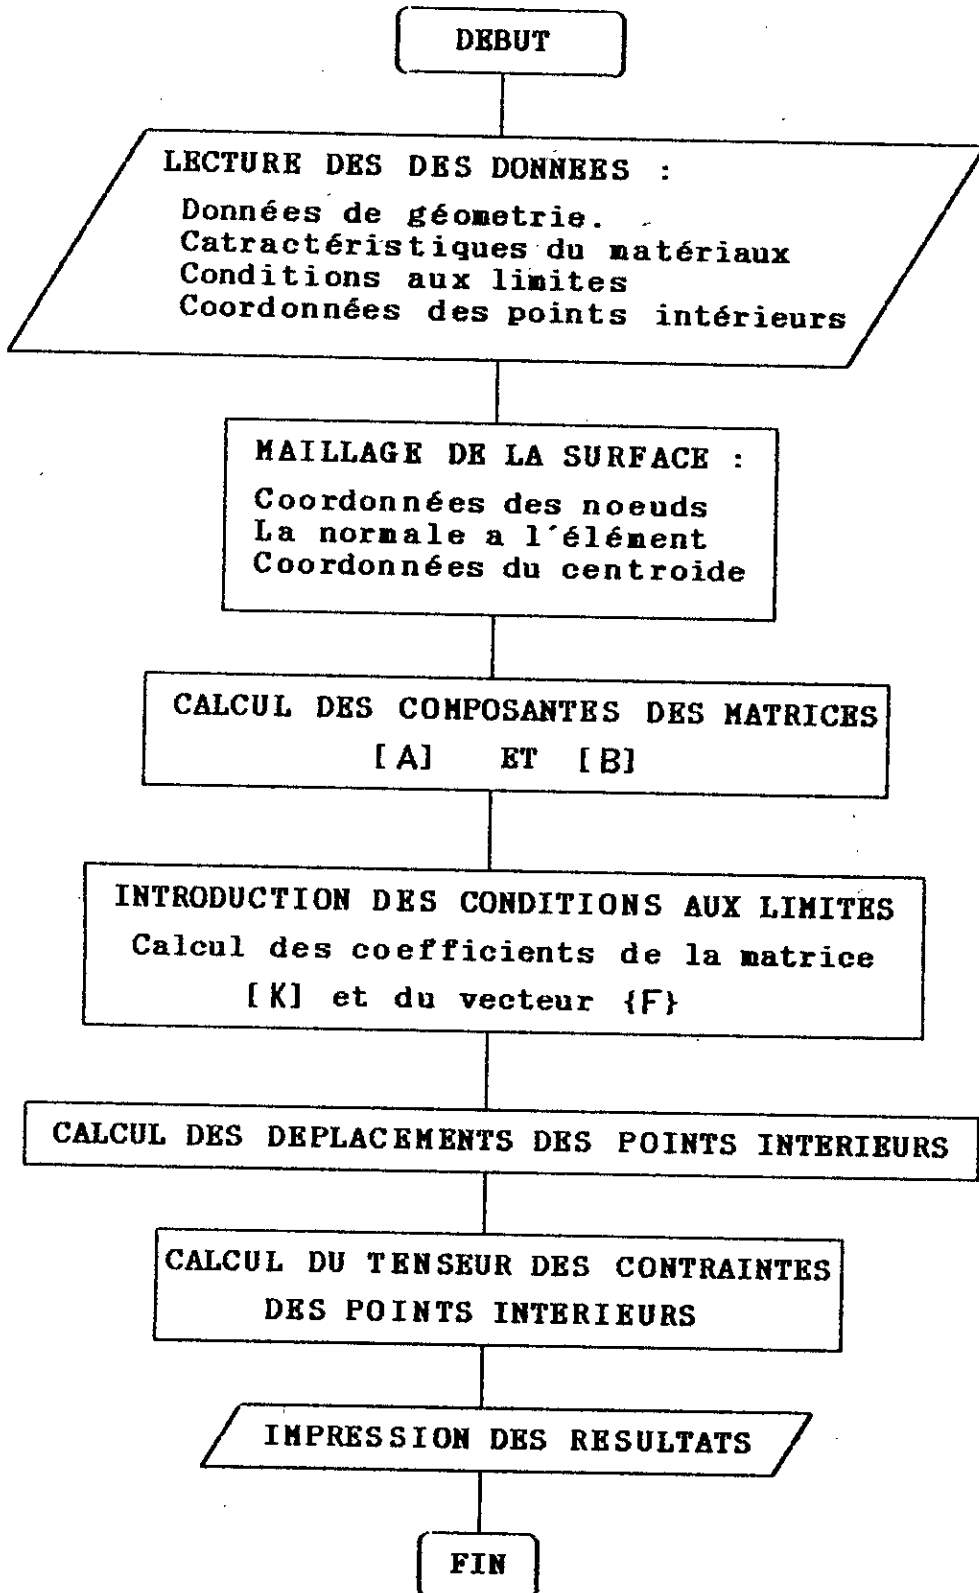 DEBUT
LECTURE DES DES DONNEES :
Données de géometrie.
Catractéristiques du matériaux
Conditions aux limites
Coordonnées des points intérieurs
MAILLAGE DE LA SURFACE :
Coordonnées des noeuds
La normale a l'élément
Coordonnées du centroide
CALCUL DES COMPOSANTES DES MATRICES
[A] ET [B]
INTRODUCTION DES CONDITIONS AUX LIMITES
Calcul des coefficients de la matrice
[K] et du vecteur {F}
CALCUL DES DEPLACEMENTS DES POINTS INTERIEURS
CALCUL DU TENSEUR DES CONTRAINTES
DES POINTS INTERIEURS
IMPRESSION DES RESULTATS
FIN